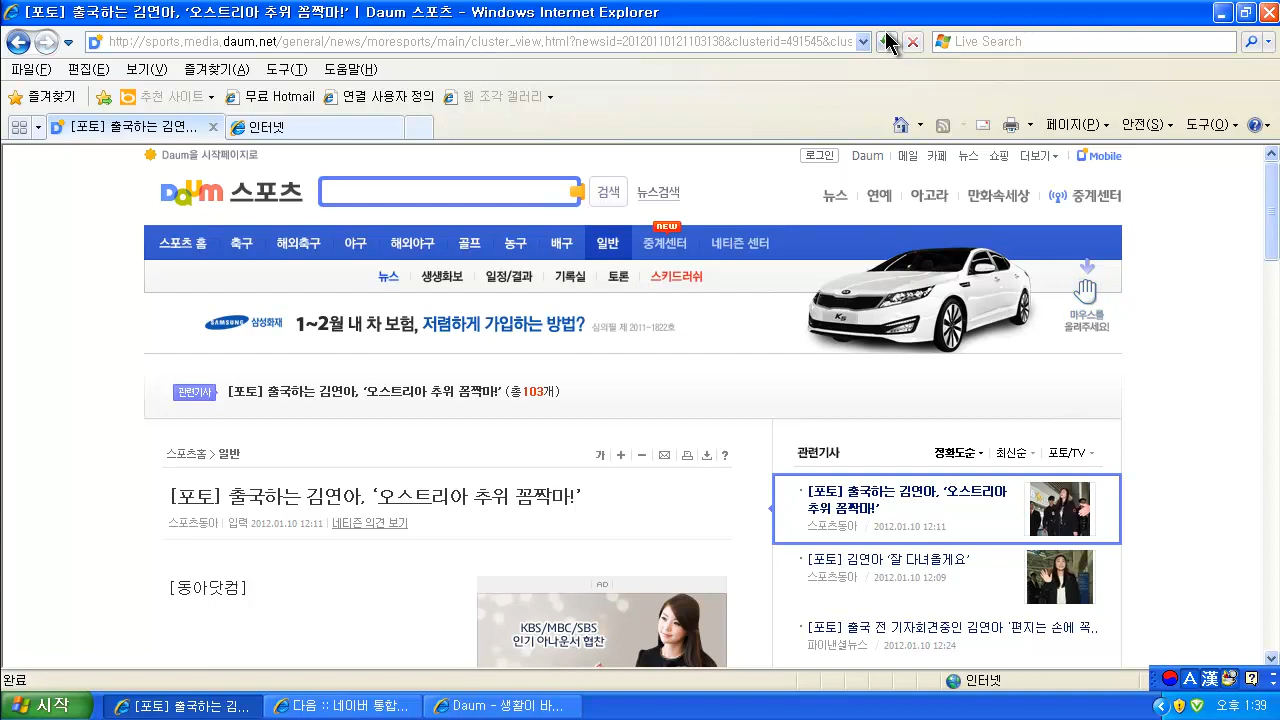 [포토] 출국하는 김연아, ‘오스트리아 추위 꼼짝마!’ | Daum 스포츠 - Windows Internet Explorer
http://sports.media.daum.net/general/news/moresports/main/cluster_view.html?newsid=20120110121103138&clusterid=491545&clus
Live Search
파일(F) 편집(E) 보기(V) 즐겨찾기(A) 도구(T) 도움말(H)
즐겨찾기 추천 사이트 무료 Hotmail 연결 사용자 정의 웹 조각 갤러리
[포토] 출국하는 김연... 인터넷 페이지(P) 안전(S) 도구(O)
Daum을 시작페이지로 로그인 Daum 메일 카페 뉴스 쇼핑 더보기 Mobile
Daum 스포츠 검색 뉴스검색 뉴스 연예 아고라 만화속세상 중계센터
NEW
스포츠 홈 축구 해외축구 야구 해외야구 골프 농구 배구 일반 중계센터 네티즌 센터
뉴스 생생화보 일정/결과 기록실 토론 스키드러쉬
SAMSUNG 삼성화재 1~2월 내 차 보험, 저렴하게 가입하는 방법? 심의필 제 2011-1822호
K5
마우스를
올려주세요!
관련기사 [포토] 출국하는 김연아, ‘오스트리아 추위 꼼짝마!’ (총103개)
스포츠홈 > 일반 가 + - ?
[포토] 출국하는 김연아, ‘오스트리아 추위 꼼짝마!’
스포츠동아 입력 2012.01.10 12:11 네티즌 의견 보기
[동아닷컴]
AD
KBS/MBC/SBS
인기 아나운서 협찬
관련기사 정확도순 최신순 포토/TV
[포토] 출국하는 김연아, ‘오스트리아
추위 꼼짝마!’
스포츠동아 / 2012.01.10 12:11
[포토] 김연아 ‘잘 다녀올게요’
스포츠동아 / 2012.01.10 12:09
[포토] 출국 전 기자회견중인 김연아 '편지는 손에 꼭..
파이낸셜뉴스 / 2012.01.10 12:24
완료 인터넷
A 漢
시작 [포토] 출국하는 김... 다음 :: 네이버 통합... Daum - 생활이 바... 오후 1:39